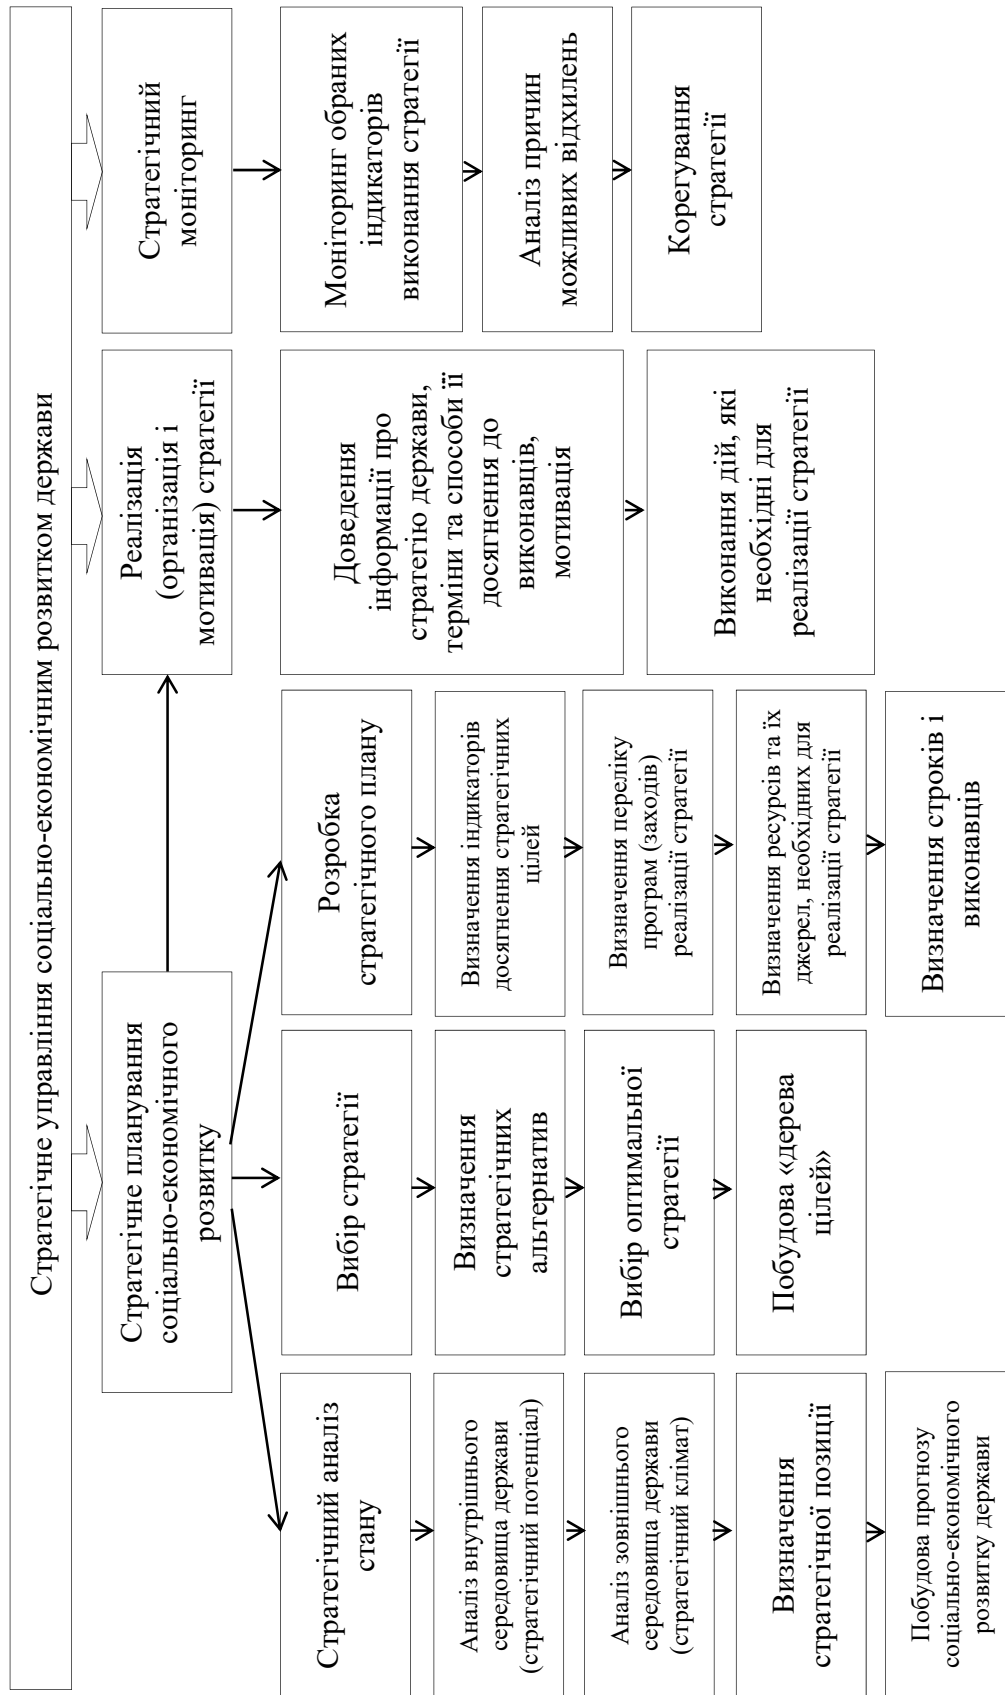 Стратегічне управління соціально-економічним розвитком держави
Стратегічне планування
соціально-економічного
розвитку
Реалізація
(організація і
мотивація) стратегії
Стратегічний
моніторинг
Стратегічний аналіз
стану
Аналіз внутрішнього
середовища держави
(стратегічний потенціал)
Аналіз зовнішнього
середовища держави
(стратегічний клімат)
Визначення
стратегічної позиції
Побудова прогнозу
соціально-економічного
розвитку держави
Вибір стратегії
Визначення
стратегічних
альтернатив
Вибір оптимальної
стратегії
Побудова «дерева
цілей»
Розробка
стратегічного плану
Визначення індикаторів
досягнення стратегічних
цілей
Визначення переліку
програм (заходів)
реалізації стратегії
Визначення ресурсів та їх
джерел, необхідних для
реалізації стратегії
Визначення строків і
виконавців
Доведення
інформації про
стратегію держави,
терміни та способи її
досягнення до
виконавців,
мотивація
Виконання дій, які
необхідні для
реалізації стратегії
Моніторинг обраних
індикаторів
виконання стратегії
Аналіз причин
можливих відхилень
Корегування
стратегії